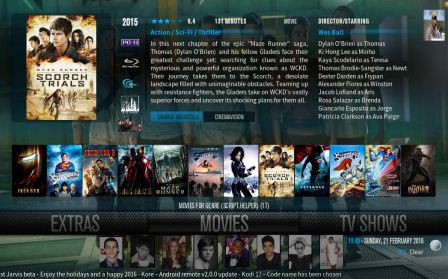 2015
6.4
131 MINUTES
MOVIE
DIRECTOR/STARRING
Action / Sci-Fi / Thriller
Wes Ball
In this next chapter of the epic "Maze Runner" saga,
Thomas (Dylan O'Brien) and his fellow Gladers face their
greatest challenge yet: searching for clues about the
mysterious and powerful organization known as WCKD.
Their journey takes them to the Scorch, a desolate
landscape filled with unimaginable obstacles. Teaming up
with resistance fighters, the Gladers take on WCKD's vastly
superior forces and uncover its shocking plans for them all.
Dylan O'Brien as Thomas
Ki Hong Lee as Minho
Kaya Scodelario as Teresa
Thomas Brodie-Sangster as Newt
Dexter Darden as Frypan
Alexander Flores as Winston
Jacob Lofland as Aris
Rosa Salazar as Brenda
Giancarlo Esposito as Jorge
Patricia Clarkson as Ava Paige
PG-13
MAZE RUNNER
SCORCH
TRIALS
CHANGE WIDGETS
CINEMAVISION
MOVIES FOR GENRE (SCRIPT.HELPER) (17)
EXTRAS
MOVIES
TV SHOWS
SUNDAY, 21 FEBRUARY 2016
Clear
st Jarvis beta - Enjoy the holidays and a happy 2016 - Kore – Android remote v2.0.0 update - Kodi 17 – Code name has been chosen